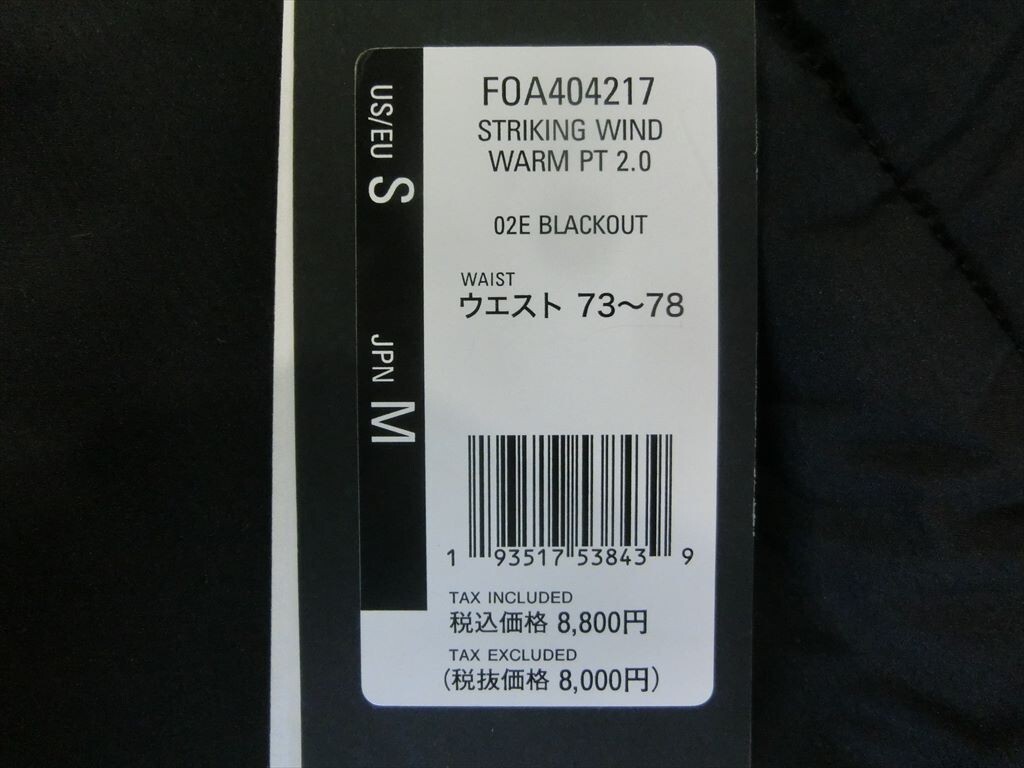 US/EU S
JPN M
FOA404217
STRIKING WIND
WARM PT 2.0
02E BLACKOUT
WAIST
ウエスト 73〜78
1 93517 53843 9
TAX INCLUDED
税込価格 8,800円
TAX EXCLUDED
(税抜価格 8,000円)